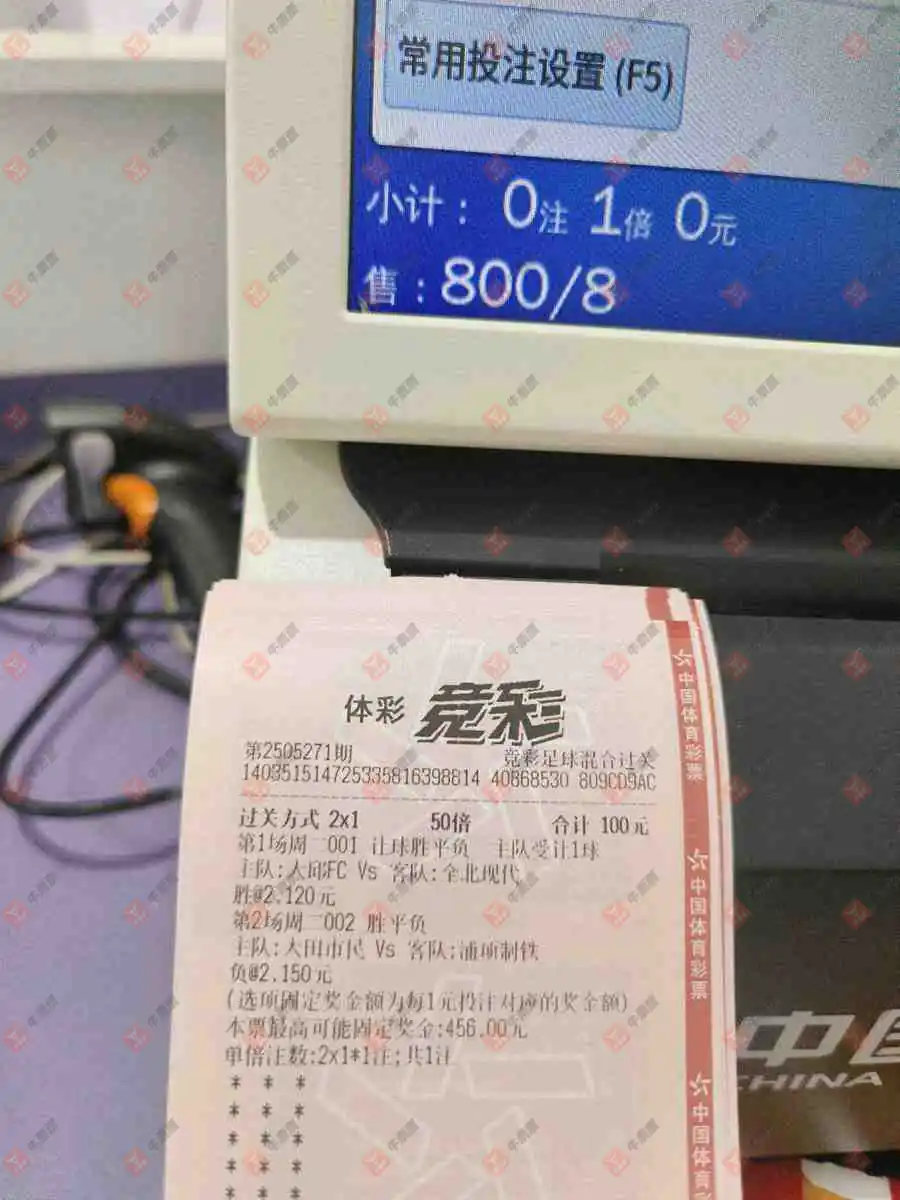 常用投注设置 (F5)
小计： 0注 1倍 0元
售：800/8
体彩 竞彩
第2505271期 竞彩足球混合过关
140351514725335816398814 40868530 809CD9AC
过关方式 2x1 50倍 合计 100元
第1场周二001 让球胜平负 主队受让1球
主队:大邱FC Vs 客队:全北现代
胜@2.120元
第2场周二002 胜平负
主队:大田市民 Vs 客队:浦项制铁
负@2.150元
(选项固定奖金额为每1元投注对应的奖金额)
本票最高可能固定奖金:456.00元
单倍注数:2x1*1注;共1注
* * *
* * *
* * *
* * *
* * *
中国体育彩票
中国体育彩票
中国体育彩
中国
CHINA
牛票票